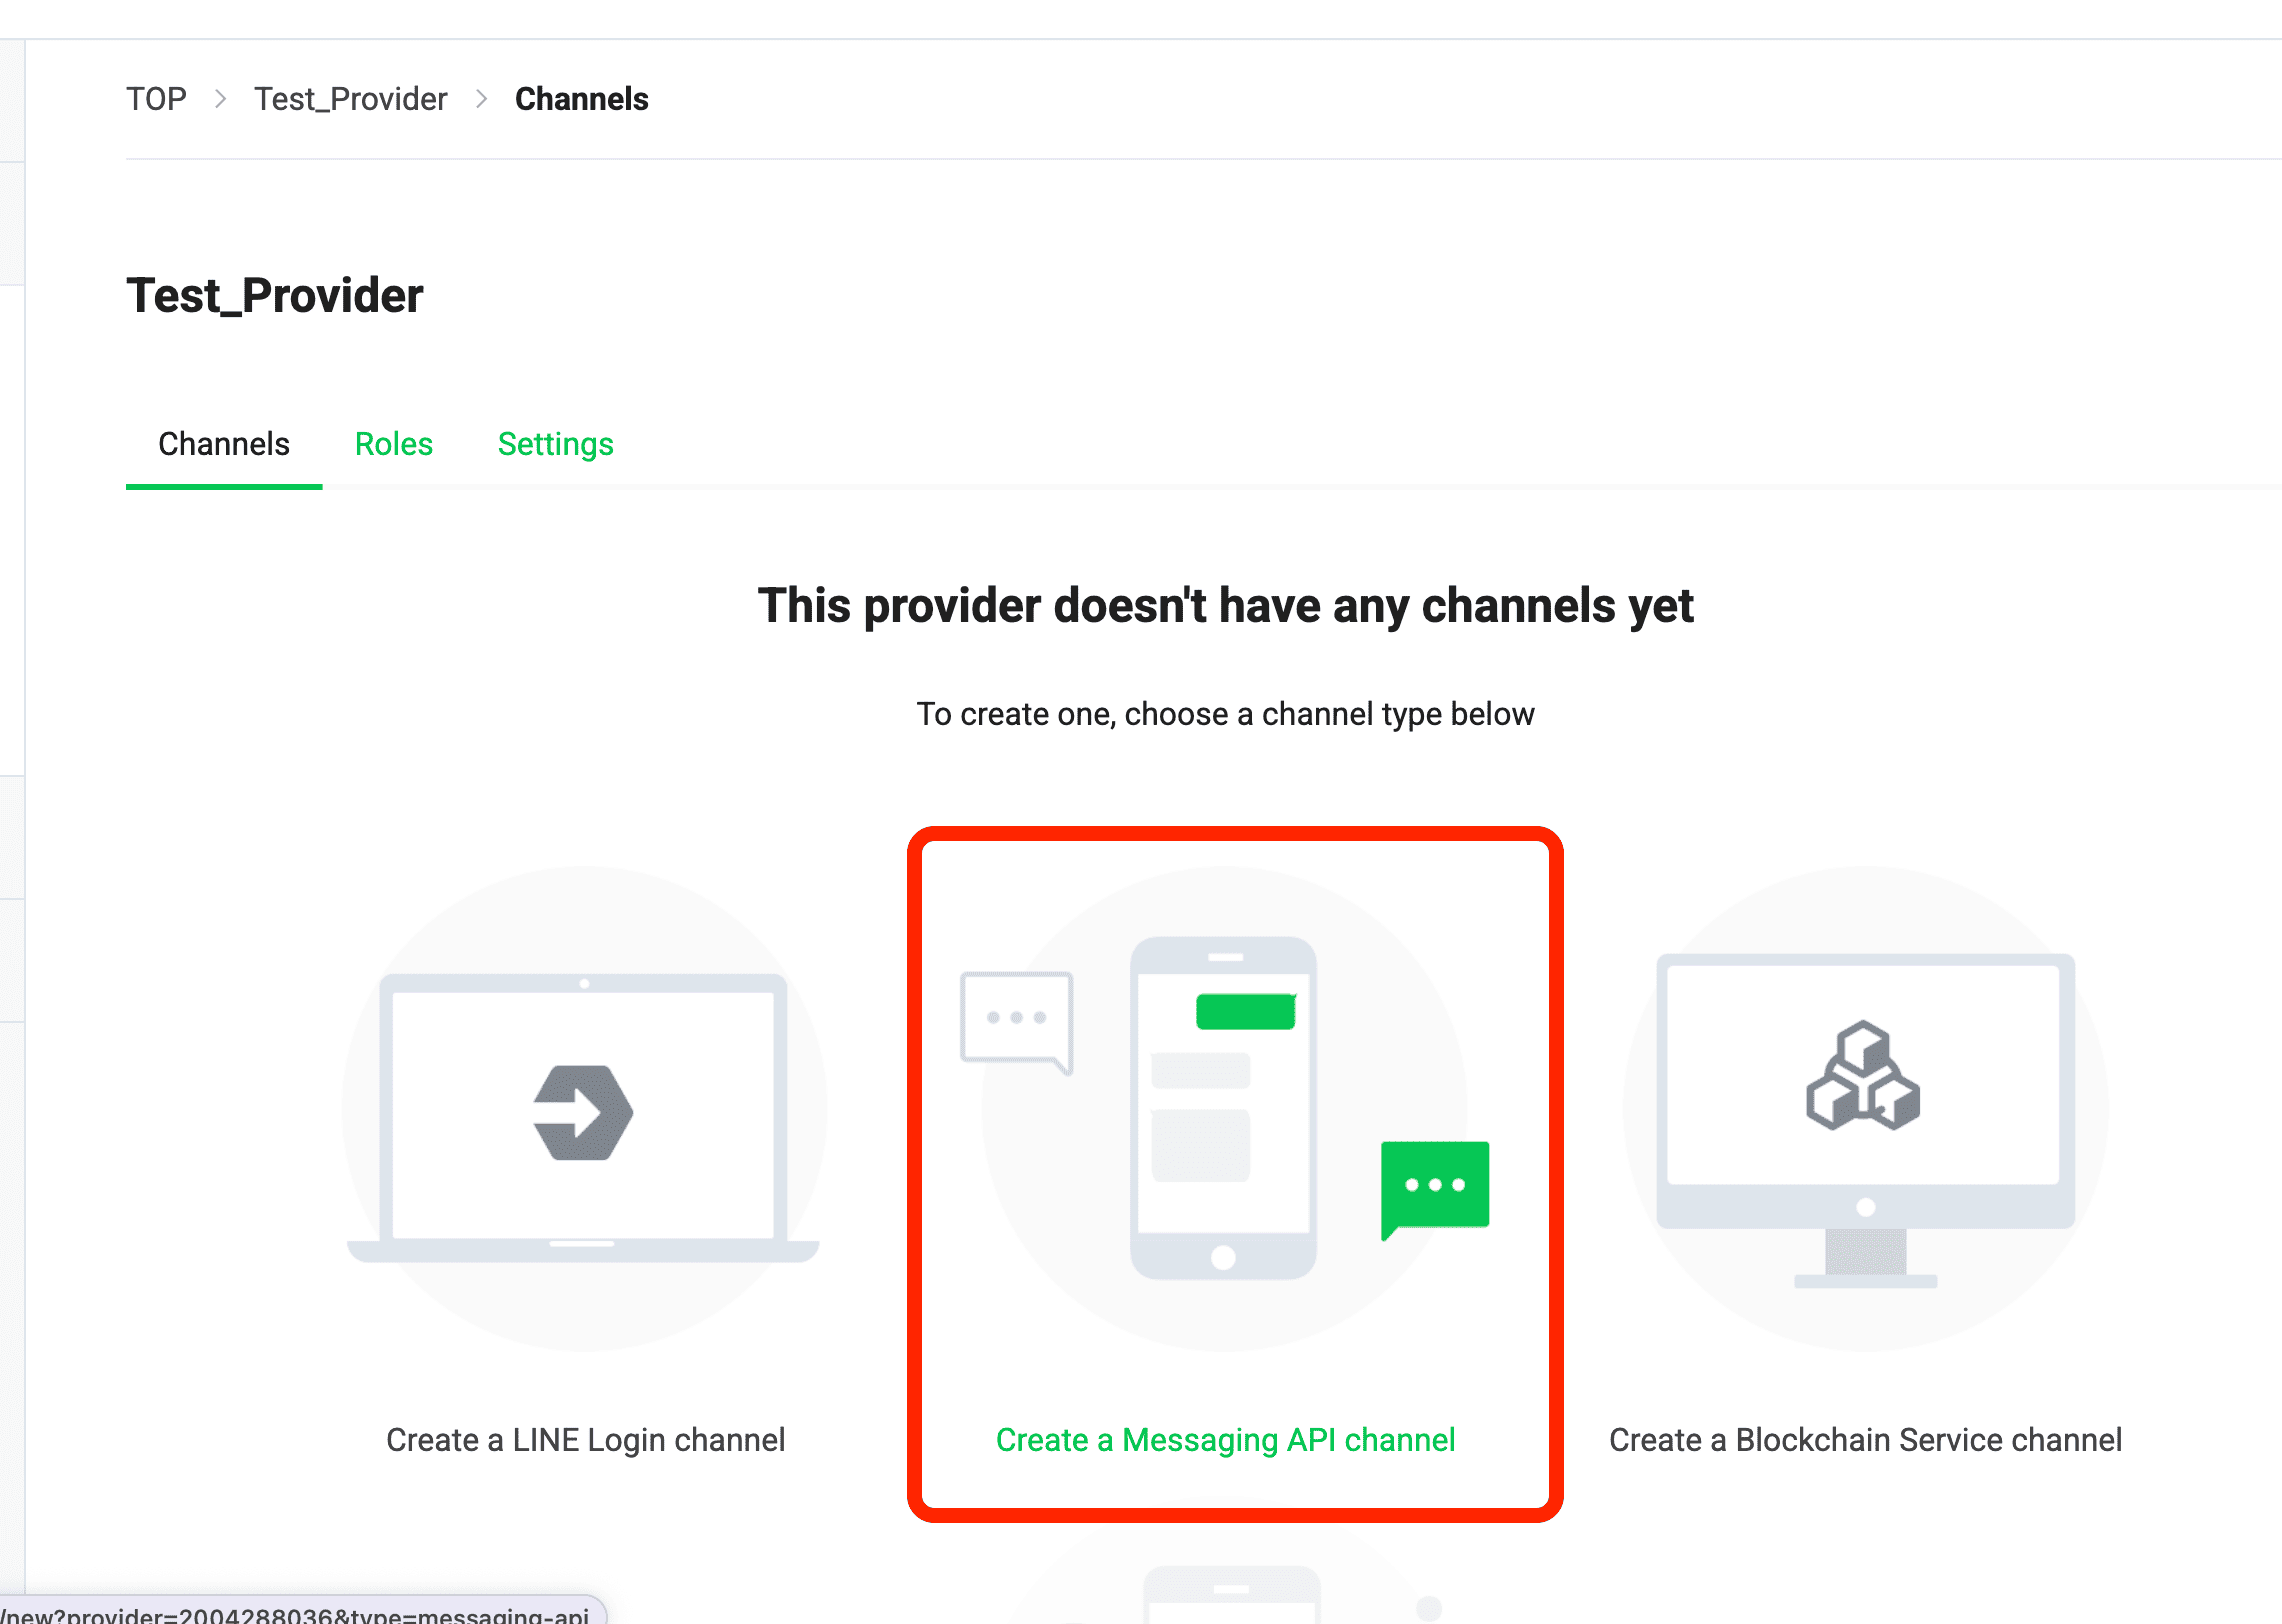 TOP > Test_Provider > Channels
Test_Provider
Channels Roles Settings
This provider doesn't have any channels yet
To create one, choose a channel type below
Create a LINE Login channel
Create a Messaging API channel
Create a Blockchain Service channel
/new?provider=2004288036&type=messaging-api